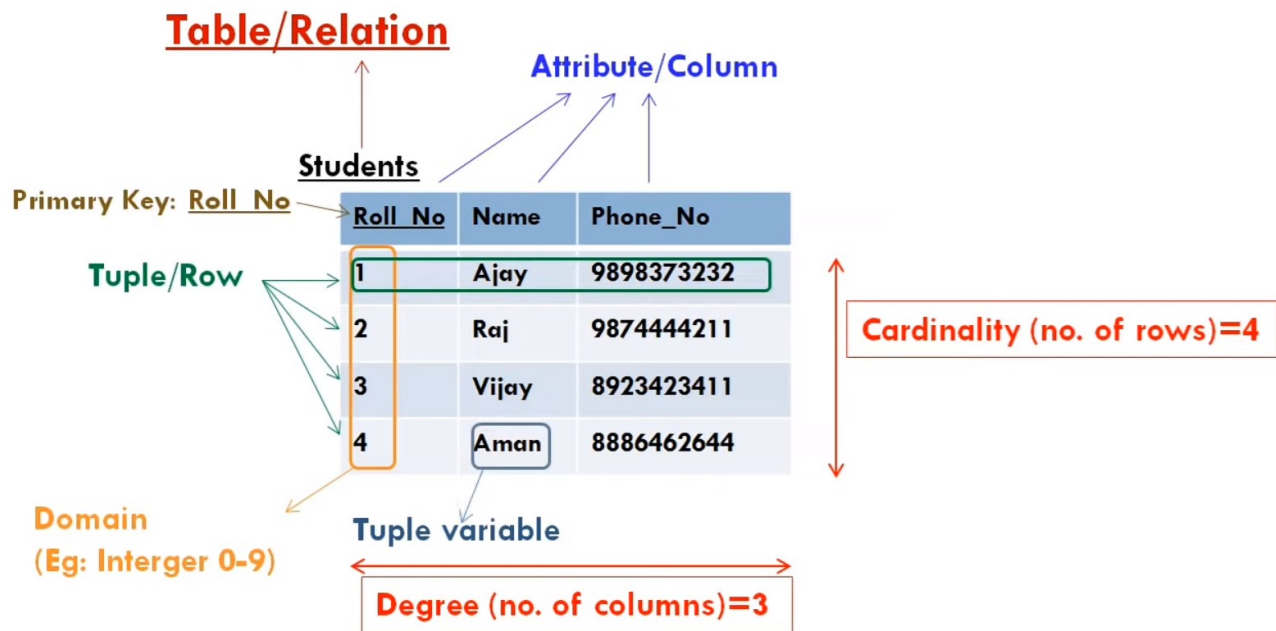 Table/Relation
Attribute/Column
Students
Primary Key: Roll_No
Roll_No Name Phone_No
Tuple/Row
1 Ajay 9898373232
2 Raj 9874444211
3 Vijay 8923423411
4 Aman 8886462644
Cardinality (no. of rows)=4
Domain
(Eg: Interger 0-9)
Tuple variable
Degree (no. of columns)=3